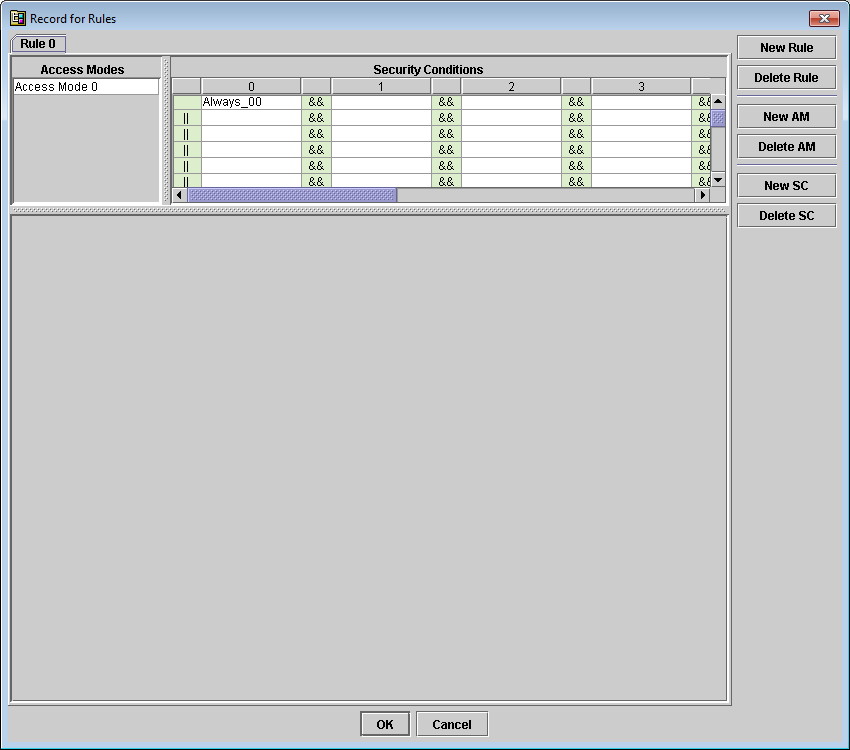 Record for Rules
Rule 0
Access Modes
Access Mode 0
Security Conditions
0 1 2 3
Always_00 && && && &&
|| && && && &&
|| && && && &&
|| && && && &&
|| && && && &&
|| && && && &&
New Rule
Delete Rule
New AM
Delete AM
New SC
Delete SC
OK Cancel